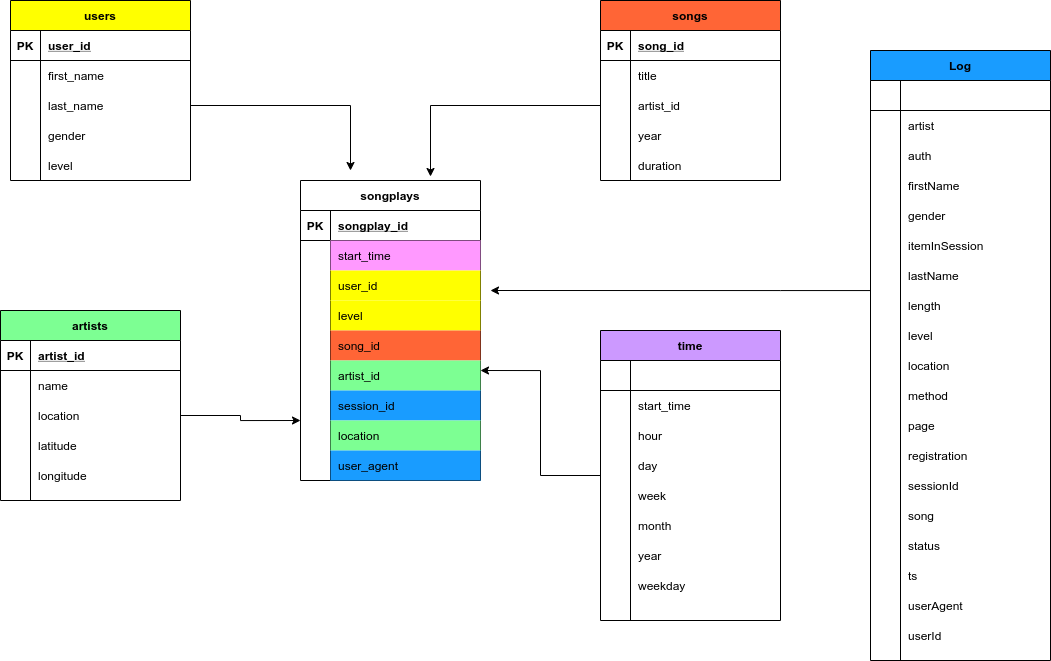 users
PK user_id
first_name
last_name
gender
level
songs
PK song_id
title
artist_id
year
duration
Log
artist
auth
firstName
gender
itemInSession
lastName
length
level
location
method
page
registration
sessionId
song
status
ts
userAgent
userId
songplays
PK songplay_id
start_time
user_id
level
song_id
artist_id
session_id
location
user_agent
artists
PK artist_id
name
location
latitude
longitude
time
start_time
hour
day
week
month
year
weekday